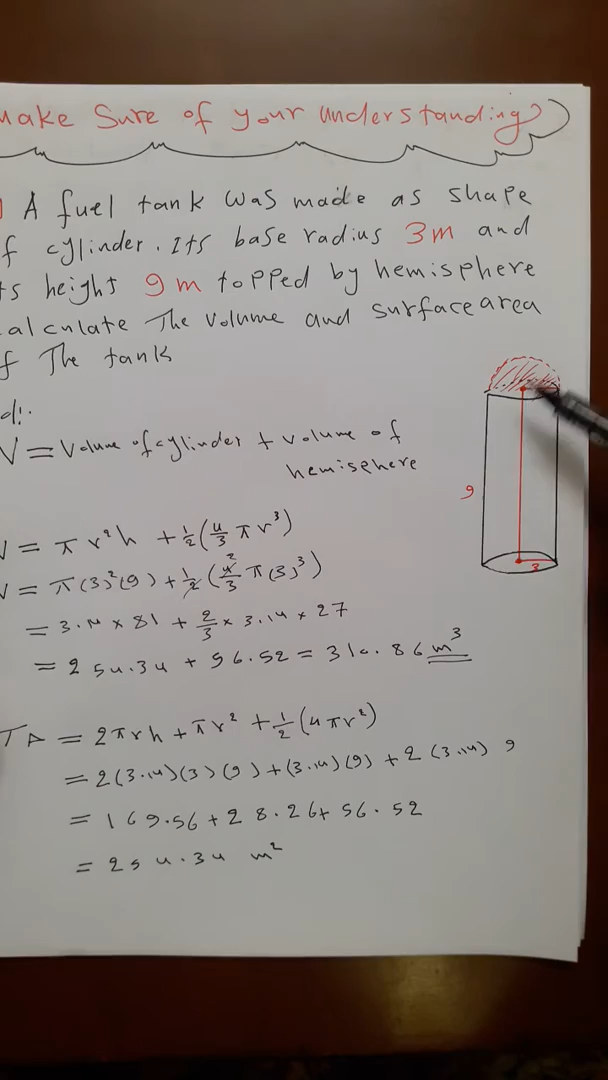 make Sure of your understanding
A fuel tank was made as shape
f cylinder. Its base radius 3m and
ts height 9m topped by hemisphere
alculate The volume and surface area
f The tank
V = Volume of cylinder + volume of
hemisphere
V = πr²h + ½(4/3 πr³)
V = π(3)²(9) + ½(4/3 π(3)³)
2
= 3.14 × 81 + 2/3 × 3.14 × 27
= 254.34 + 56.52 = 310.86 m³
TA = 2πrh + πr² + ½(4πr²)
= 2(3.14)(3)(9) + (3.14)(9) + 2(3.14) 9
= 169.56 + 28.26 + 56.52
= 254.34 m²
9
3